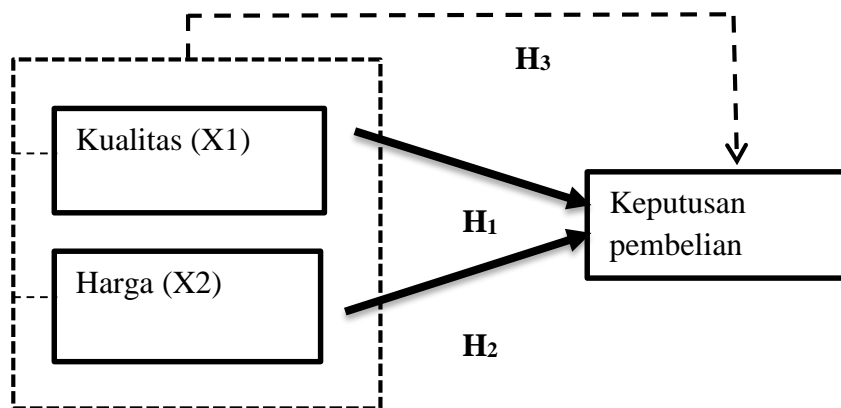 H₃
Kualitas (X1)
Keputusan
pembelian
H₁
Harga (X2)
H₂